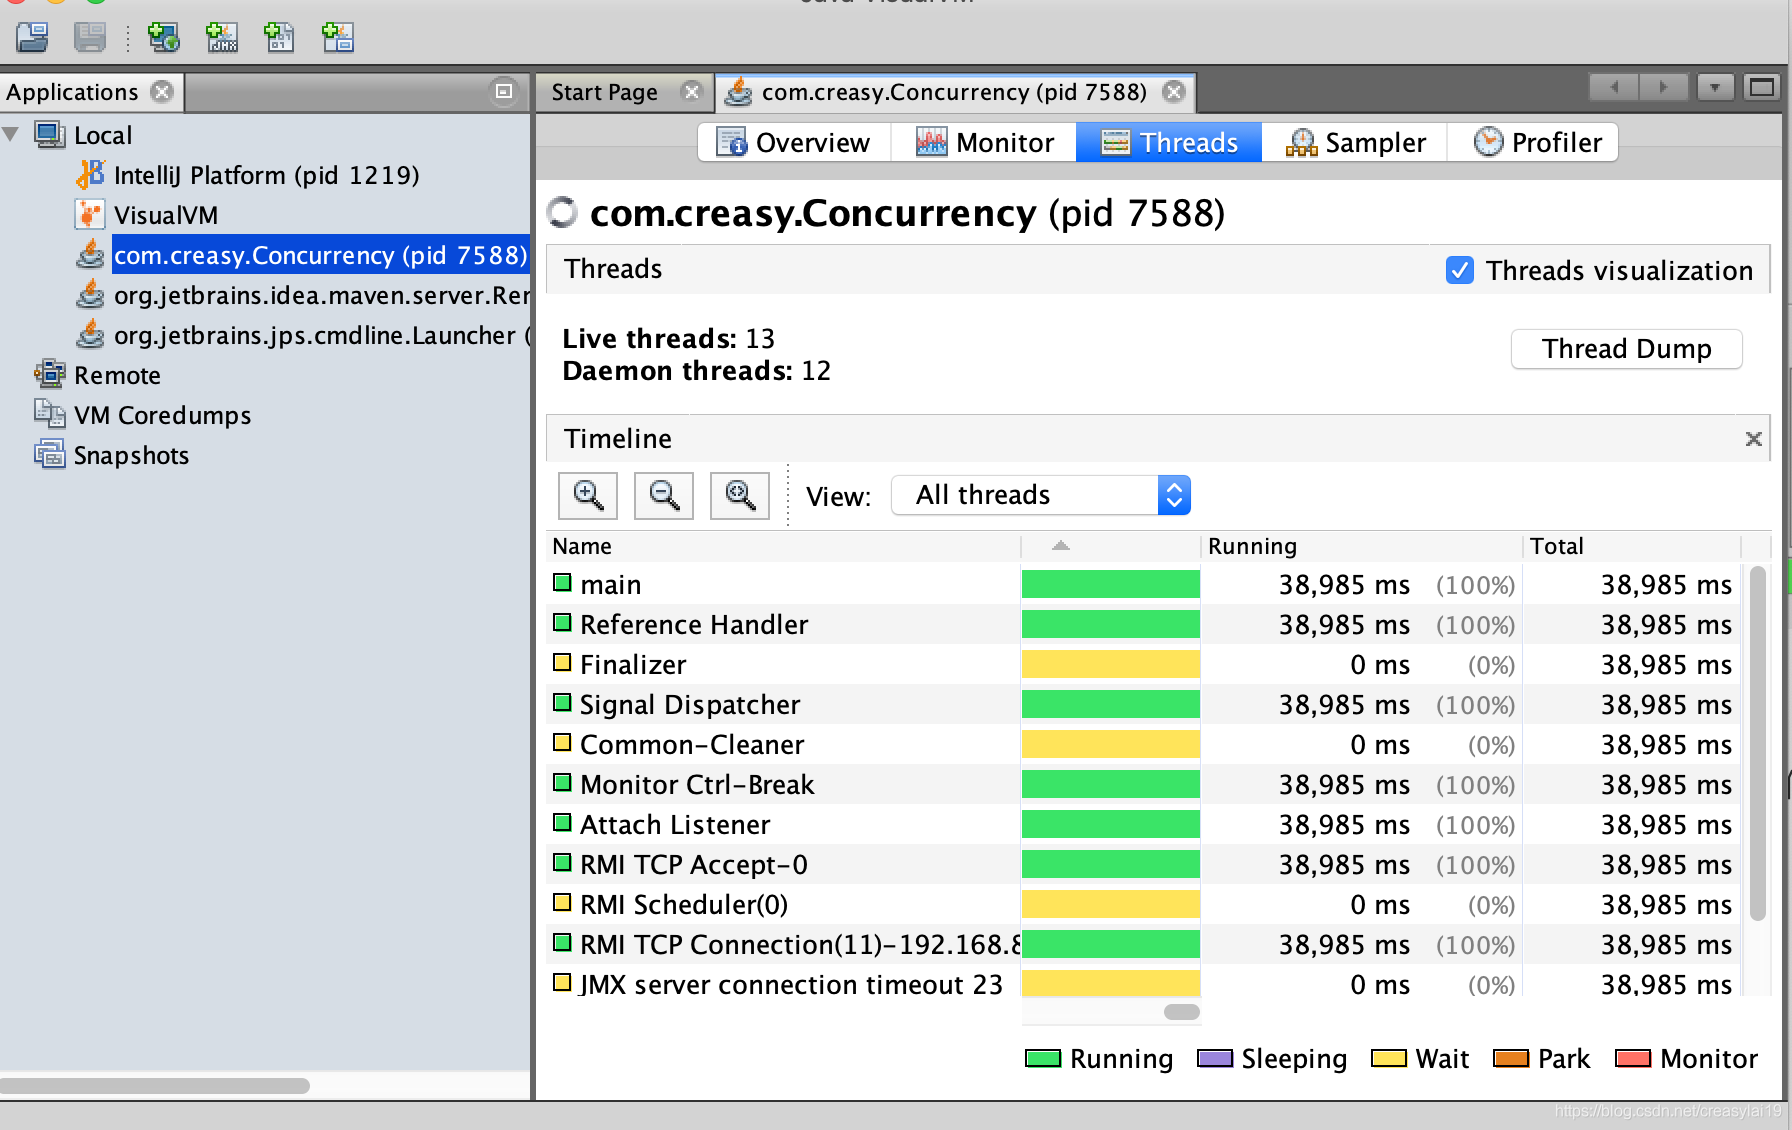 Java VisualVM
Applications
Start Page
com.creasy.Concurrency (pid 7588)
Local
IntelliJ Platform (pid 1219)
VisualVM
com.creasy.Concurrency (pid 7588)
org.jetbrains.idea.maven.server.Rer
org.jetbrains.jps.cmdline.Launcher (
Remote
VM Coredumps
Snapshots
Overview
Monitor
Threads
Sampler
Profiler
com.creasy.Concurrency (pid 7588)
Threads
Threads visualization
Live threads: 13
Daemon threads: 12
Thread Dump
Timeline
View: All threads
Name Running Total
main 38,985 ms (100%) 38,985 ms
Reference Handler 38,985 ms (100%) 38,985 ms
Finalizer 0 ms (0%) 38,985 ms
Signal Dispatcher 38,985 ms (100%) 38,985 ms
Common-Cleaner 0 ms (0%) 38,985 ms
Monitor Ctrl-Break 38,985 ms (100%) 38,985 ms
Attach Listener 38,985 ms (100%) 38,985 ms
RMI TCP Accept-0 38,985 ms (100%) 38,985 ms
RMI Scheduler(0) 0 ms (0%) 38,985 ms
RMI TCP Connection(11)-192.168.8 38,985 ms (100%) 38,985 ms
JMX server connection timeout 23 0 ms (0%) 38,985 ms
Running Sleeping Wait Park Monitor
https://blog.csdn.net/creasylai19